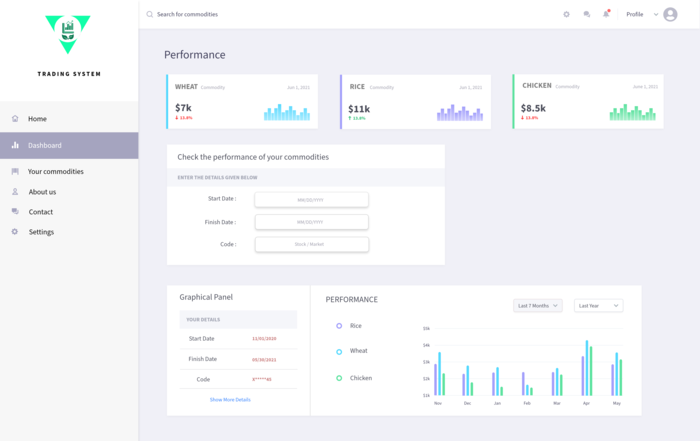 Search for commodities
Profile
TRADING SYSTEM
Home
Dashboard
Your commodities
About us
Contact
Settings
Performance
WHEAT Commodity Jun 1, 2021
$7k
13.8%
RICE Commodity Jun 1, 2021
$11k
13.8%
CHICKEN Commodity June 1, 2021
$8.5k
13.8%
Check the performance of your commodities
ENTER THE DETAILS GIVEN BELOW
Start Date : MM/DD/YYYY
Finish Date : MM/DD/YYYY
Code : Stock / Market
Graphical Panel
YOUR DETAILS
Start Date 11/01/2020
Finish Date 05/30/2021
Code X*****45
Show More Details
PERFORMANCE
Last 7 Months
Last Year
Rice
Wheat
Chicken
$5k
$4k
$3k
$2k
$1k
Nov Dec Jan Feb Mar Apr May